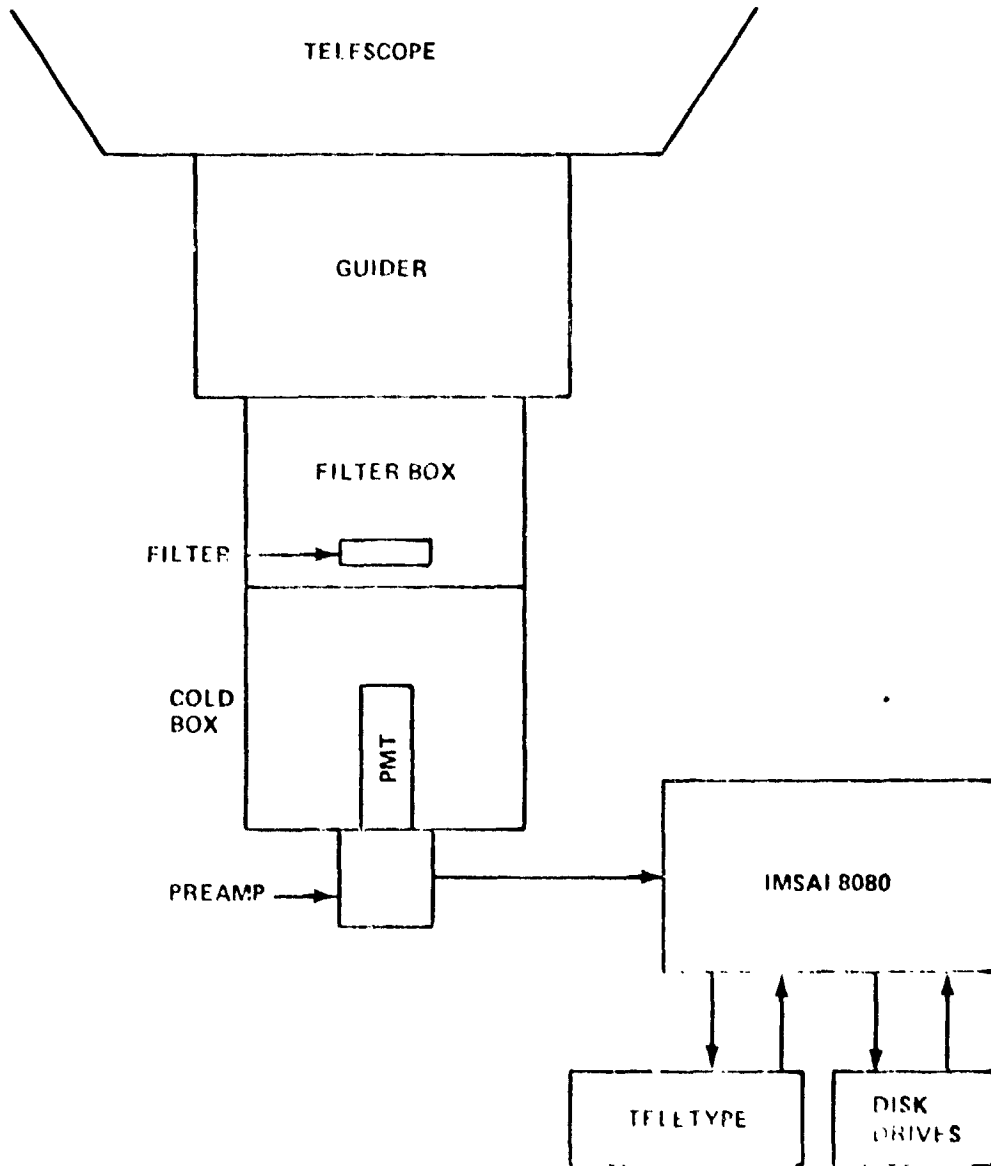 TELESCOPE
GUIDER
FILTER BOX
FILTER
COLD
BOX
PMT
PREAMP
IMSAI 8080
TELETYPE
DISK
DRIVES